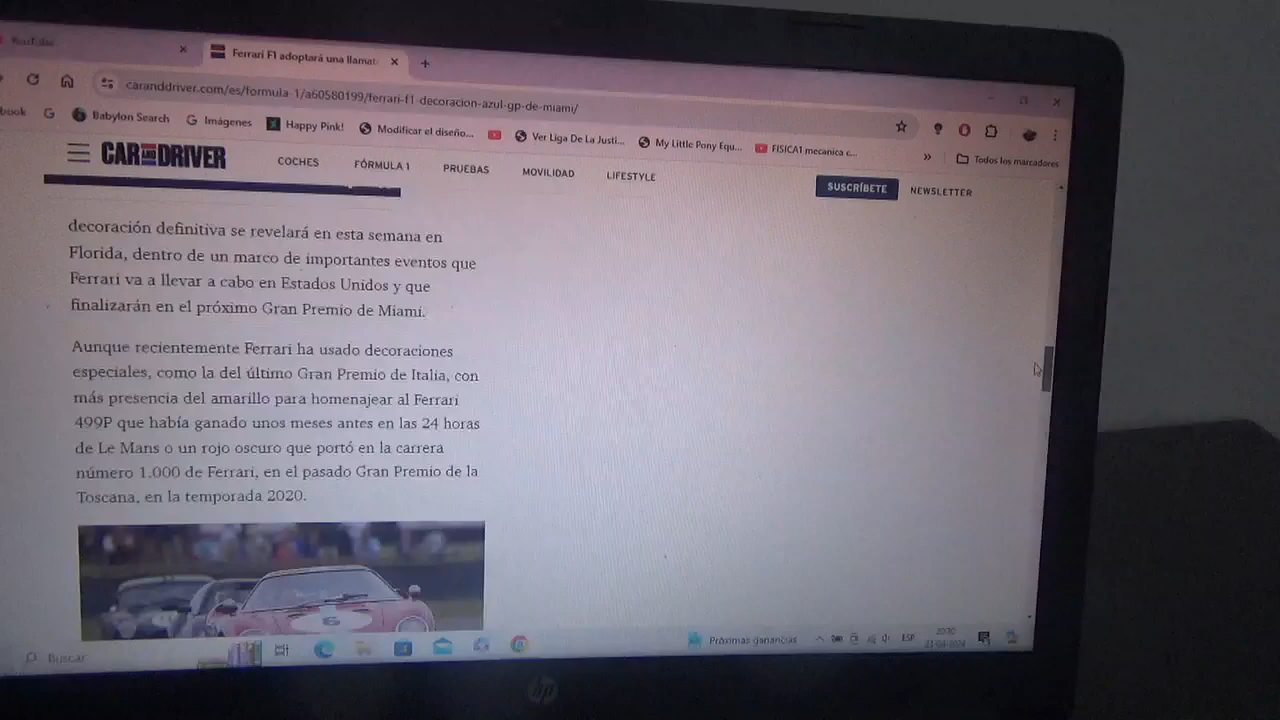 YouTube
Ferrari F1 adoptará una llamat
caranddriver.com/es/formula-1/a60580199/ferrari-f1-decoracion-azul-gp-de-miami/
book
Babylon Search
Imágenes
Happy Pink!
Modificar el diseño...
Ver Liga De La Justi...
My Little Pony Equ...
FISICA1 mecanica c...
Todos los marcadores
CAR AND DRIVER
COCHES
FÓRMULA 1
PRUEBAS
MOVILIDAD
LIFESTYLE
SUSCRÍBETE
NEWSLETTER
decoración definitiva se revelará en esta semana en
Florida, dentro de un marco de importantes eventos que
Ferrari va a llevar a cabo en Estados Unidos y que
finalizarán en el próximo Gran Premio de Miami.
Aunque recientemente Ferrari ha usado decoraciones
especiales, como la del último Gran Premio de Italia, con
más presencia del amarillo para homenajear al Ferrari
499P que había ganado unos meses antes en las 24 horas
de Le Mans o un rojo oscuro que portó en la carrera
número 1.000 de Ferrari, en el pasado Gran Premio de la
Toscana, en la temporada 2020.
6
Buscar
Próximas ganancias
ESP
hp